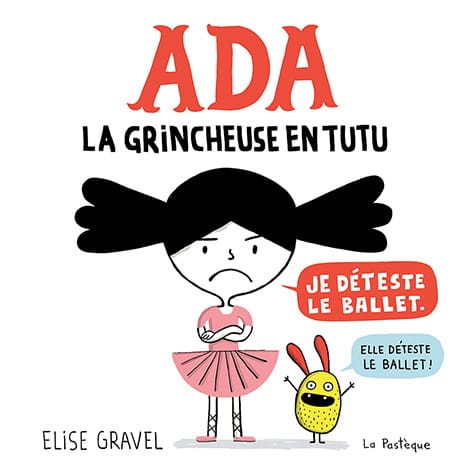 ADA
LA GRINCHEUSE EN TUTU
JE DÉTESTE
LE BALLET.
ELLE DÉTESTE
LE BALLET!
ELISE GRAVEL
La Pastèque